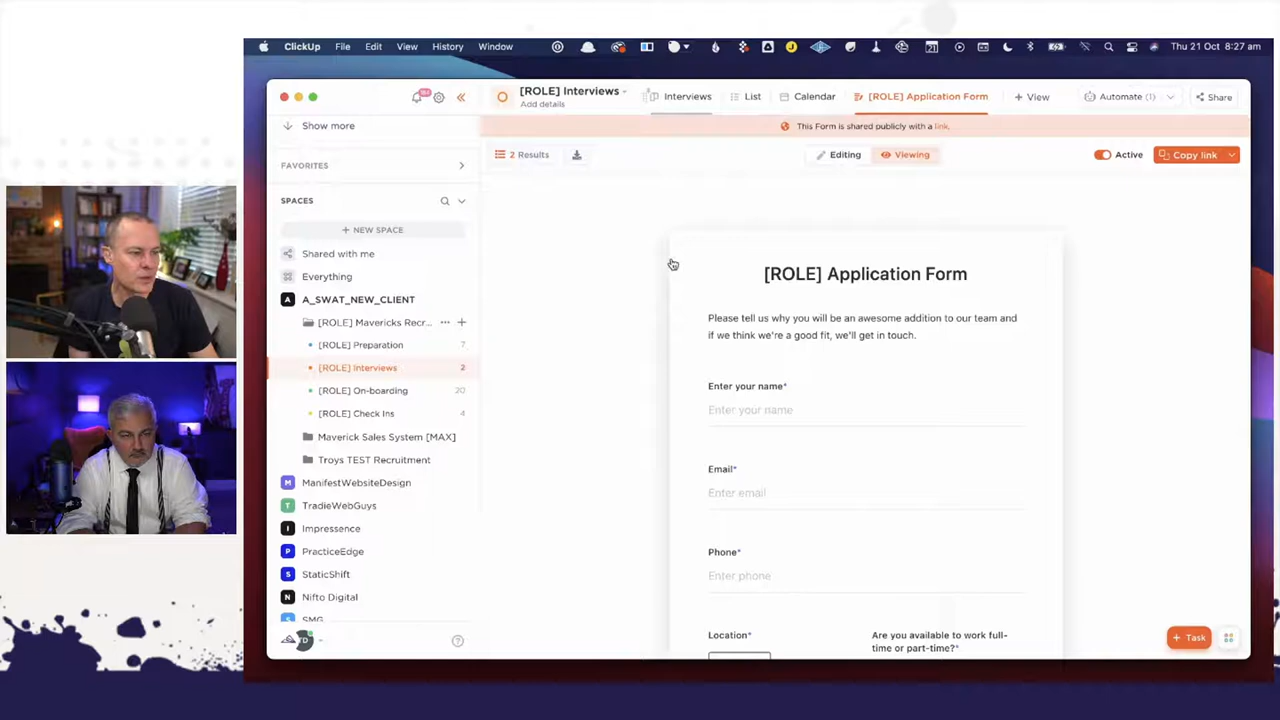 ClickUp File Edit View History Window
21
Thu 21 Oct 8:27 am
[ROLE] Interviews
Add details
Interviews
List
Calendar
[ROLE] Application Form
+ View
Automate (1)
Share
Show more
This Form is shared publicly with a link.
2 Results
Editing
Viewing
Active
Copy link
FAVORITES
SPACES
+ NEW SPACE
Shared with me
Everything
A A_SWAT_NEW_CLIENT
[ROLE] Mavericks Recr... ... +
[ROLE] Preparation 7
[ROLE] Interviews 2
[ROLE] On-boarding 20
[ROLE] Check Ins 4
Maverick Sales System [MAX]
Troys TEST Recruitment
M ManifestWebsiteDesign
T TradieWebGuys
I Impressence
P PracticeEdge
S StaticShift
N Nifto Digital
SMG
[ROLE] Application Form
Please tell us why you will be an awesome addition to our team and
if we think we're a good fit, we'll get in touch.
Enter your name*
Enter your name
Email*
Enter email
Phone*
Enter phone
Location*
Are you available to work full-
time or part-time?*
+ Task